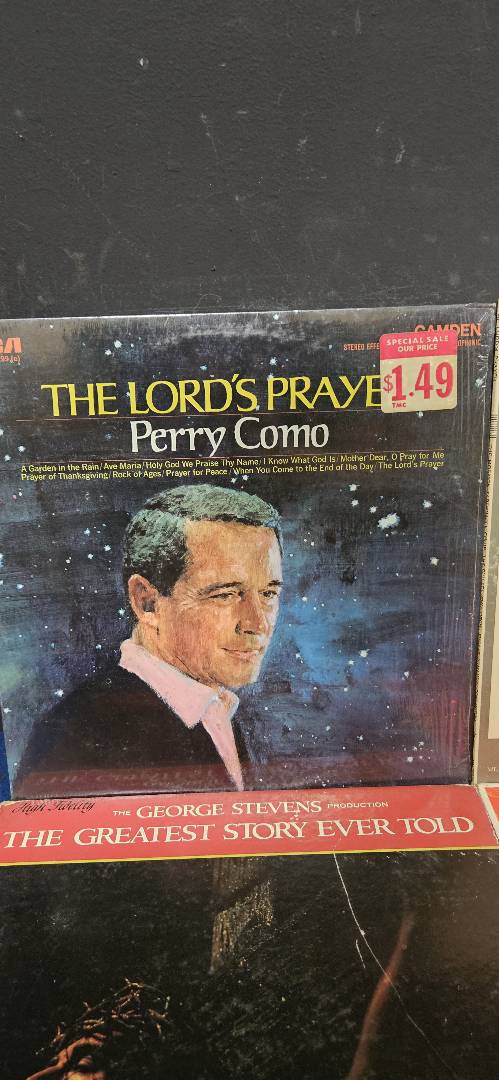 CAMDEN
STEREO EFFE
SPECIAL SALE
OUR PRICE
$1.49
TMC
THE LORD'S PRAYE
Perry Como
A Garden in the Rain/Ave Maria/Holy God We Praise Thy Name/I Know What God Is/Mother Dear, O Pray for Me
Prayer of Thanksgiving/Rock of Ages/Prayer for Peace/When You Come to the End of the Day/The Lord's Prayer
High Fidelity
THE GEORGE STEVENS PRODUCTION
THE GREATEST STORY EVER TOLD